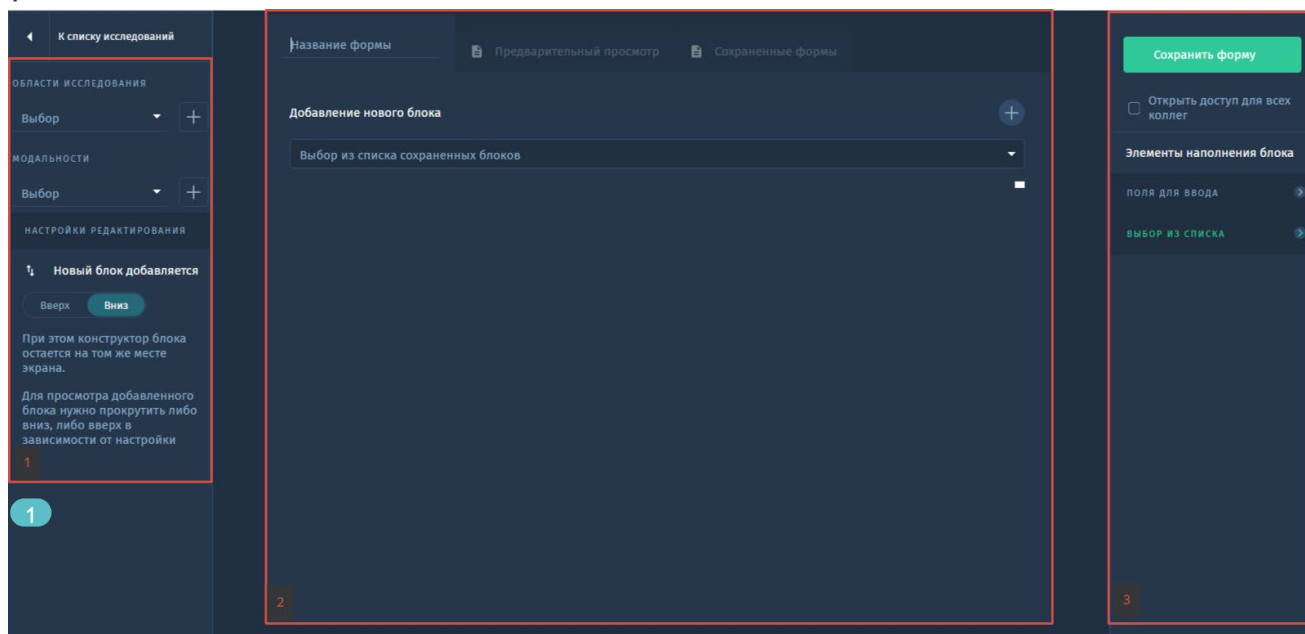 К списку исследований
ОБЛАСТИ ИССЛЕДОВАНИЯ
Выбор
МОДАЛЬНОСТИ
Выбор
НАСТРОЙКИ РЕДАКТИРОВАНИЯ
Новый блок добавляется
Вверх Вниз
При этом конструктор блока
остается на том же месте
экрана.
Для просмотра добавленного
блока нужно прокрутить либо
вниз, либо вверх в
зависимости от настройки
1
1
Название формы
Предварительный просмотр
Сохраненные формы
Добавление нового блока
Выбор из списка сохраненных блоков
2
Сохранить форму
Открыть доступ для всех
коллег
Элементы наполнения блока
ПОЛЯ ДЛЯ ВВОДА
ВЫБОР ИЗ СПИСКА
3